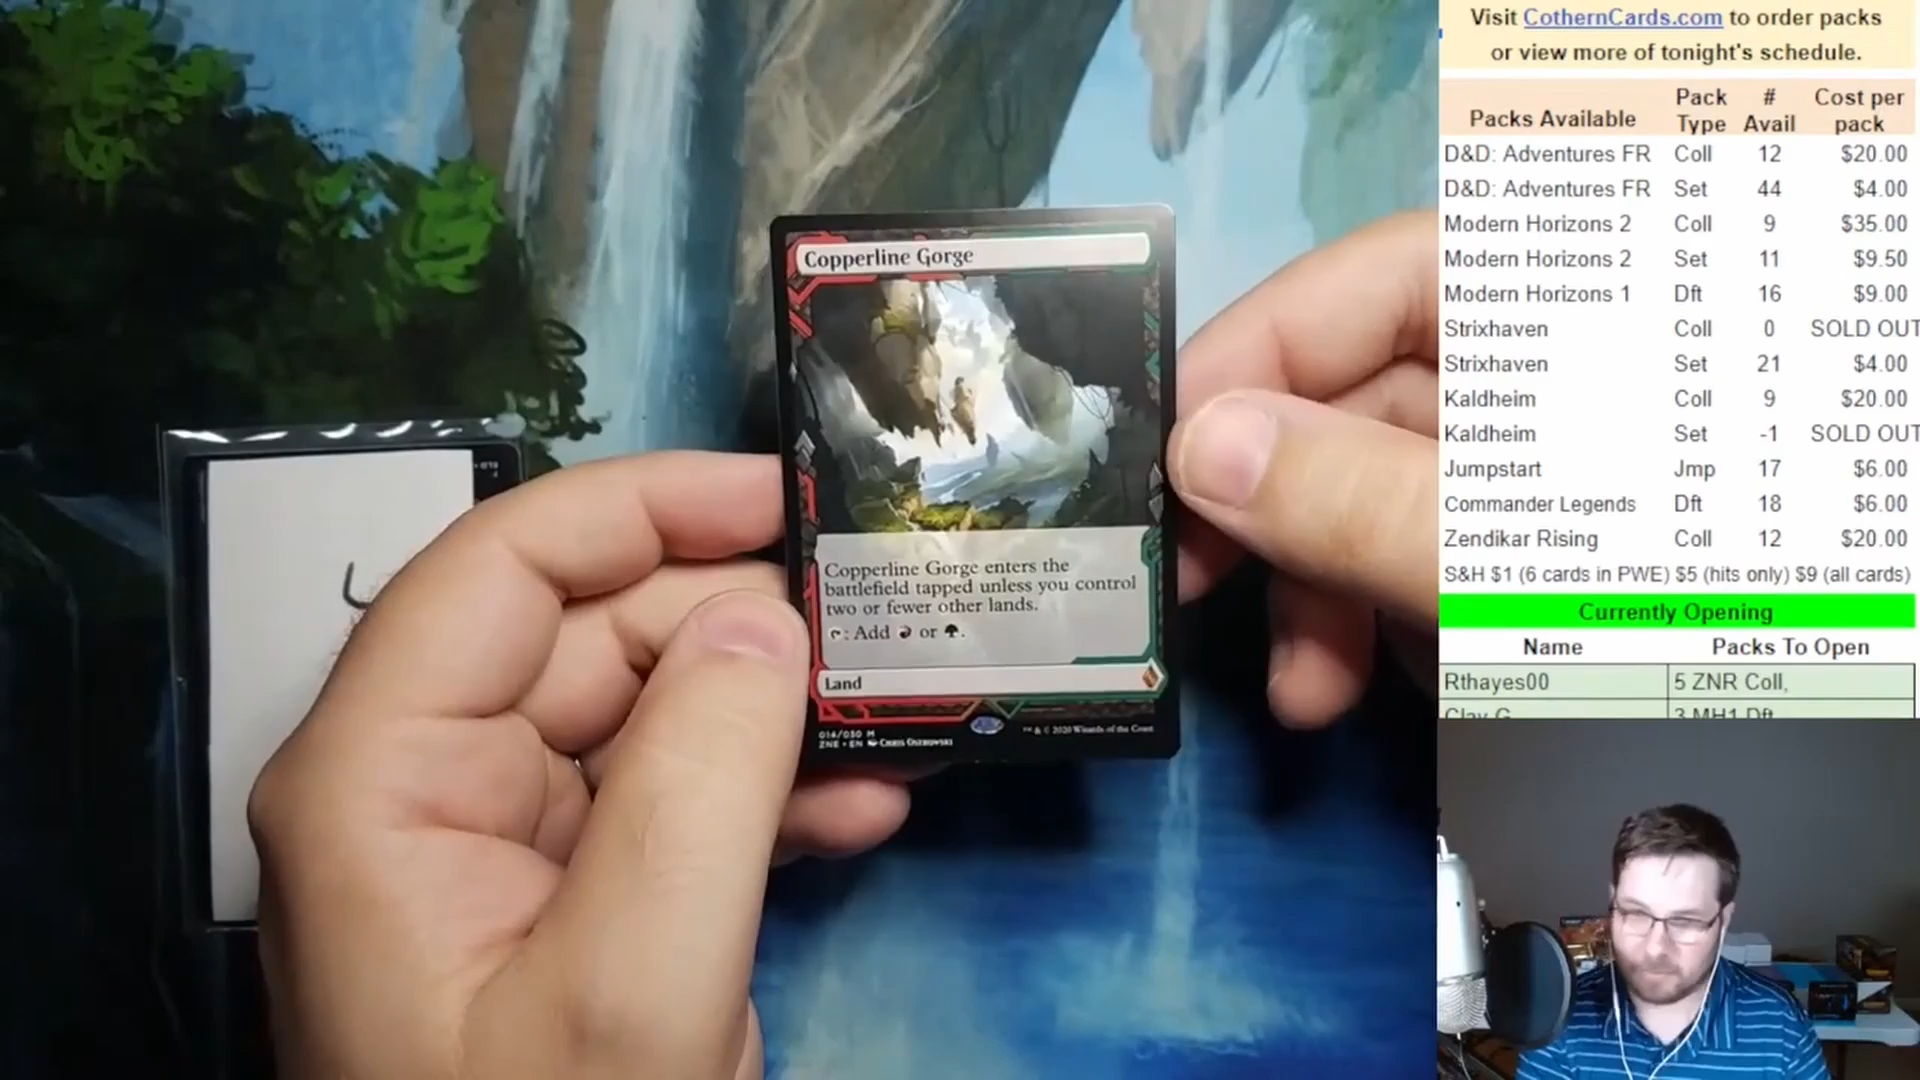 Copperline Gorge
Copperline Gorge enters the
battlefield tapped unless you control
two or fewer other lands.
: Add or .
Land
014/030 M
ZNE • EN Chris Ostrowski
™ & © 2020 Wizards of the Coast
Visit CothernCards.com to order packs
or view more of tonight's schedule.
Packs Available Pack Type # Avail Cost per pack
D&D: Adventures FR Coll 12 $20.00
D&D: Adventures FR Set 44 $4.00
Modern Horizons 2 Coll 9 $35.00
Modern Horizons 2 Set 11 $9.50
Modern Horizons 1 Dft 16 $9.00
Strixhaven Coll 0 SOLD OUT
Strixhaven Set 21 $4.00
Kaldheim Coll 9 $20.00
Kaldheim Set -1 SOLD OUT
Jumpstart Jmp 17 $6.00
Commander Legends Dft 18 $6.00
Zendikar Rising Coll 12 $20.00
S&H $1 (6 cards in PWE) $5 (hits only) $9 (all cards)
Currently Opening
Name Packs To Open
Rthayes00 5 ZNR Coll,
Clay G 3 MH1 Dft